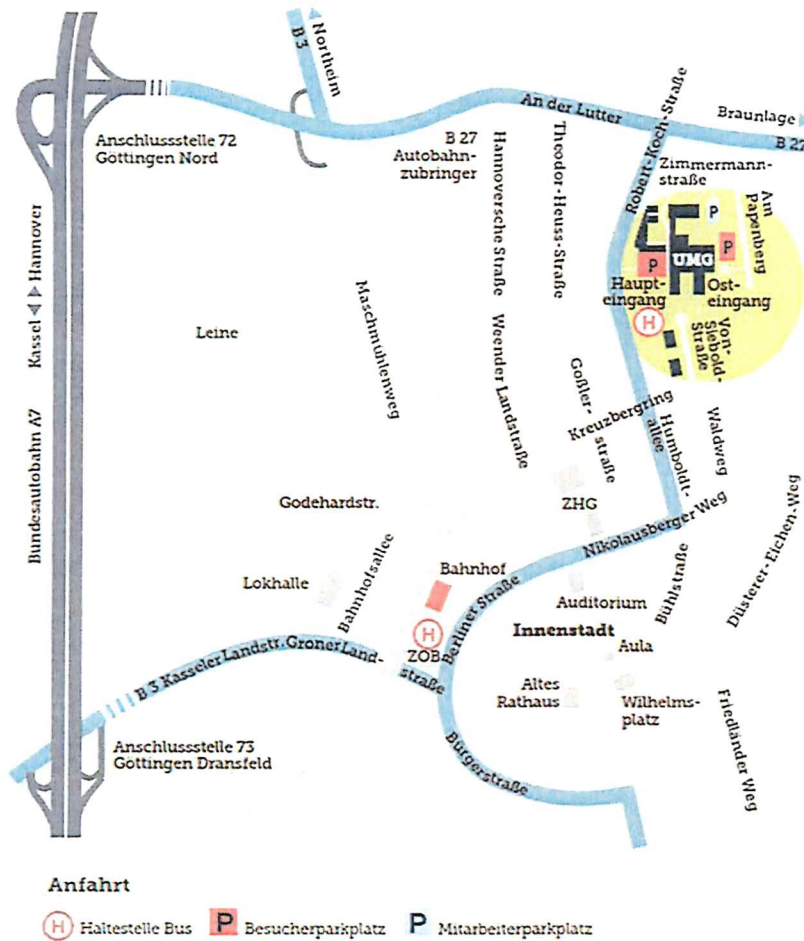 B 3
Northeim
An der Lutter
Braunlage
B 27
Anschlussstelle 72
Göttingen Nord
B 27
Autobahn-
zubringer
Hannoversche Straße
Theodor-Heuss-Straße
Robert-Koch-Straße
Zimmermann-
straße
Am
Papenberg
P
P
P
UMG
Haupt-
eingang
Ost-
eingang
H
Von-
Siebold-
Straße
Kassel
Hannover
Leine
Maschmühlenweg
Weender Landstraße
Goßler-
straße
Kreuzbergring
Humboldt-
allee
Waldweg
Bundesautobahn A7
Godehardstr.
ZHG
Nikolausberger Weg
Düsterer-Eichen-Weg
Lokhalle
Bahnhofsallee
Bahnhof
Berliner Straße
Auditorium
Bühlstraße
H
ZOB
Innenstadt
Aula
B 3 Kasseler Landstr.
Groner Land-
straße
Altes
Rathaus
Wilhelms-
platz
Friedländer Weg
Anschlussstelle 73
Göttingen Dransfeld
Bürgerstraße
Anfahrt
H Haltestelle Bus P Besucherparkplatz P Mitarbeiterparkplatz